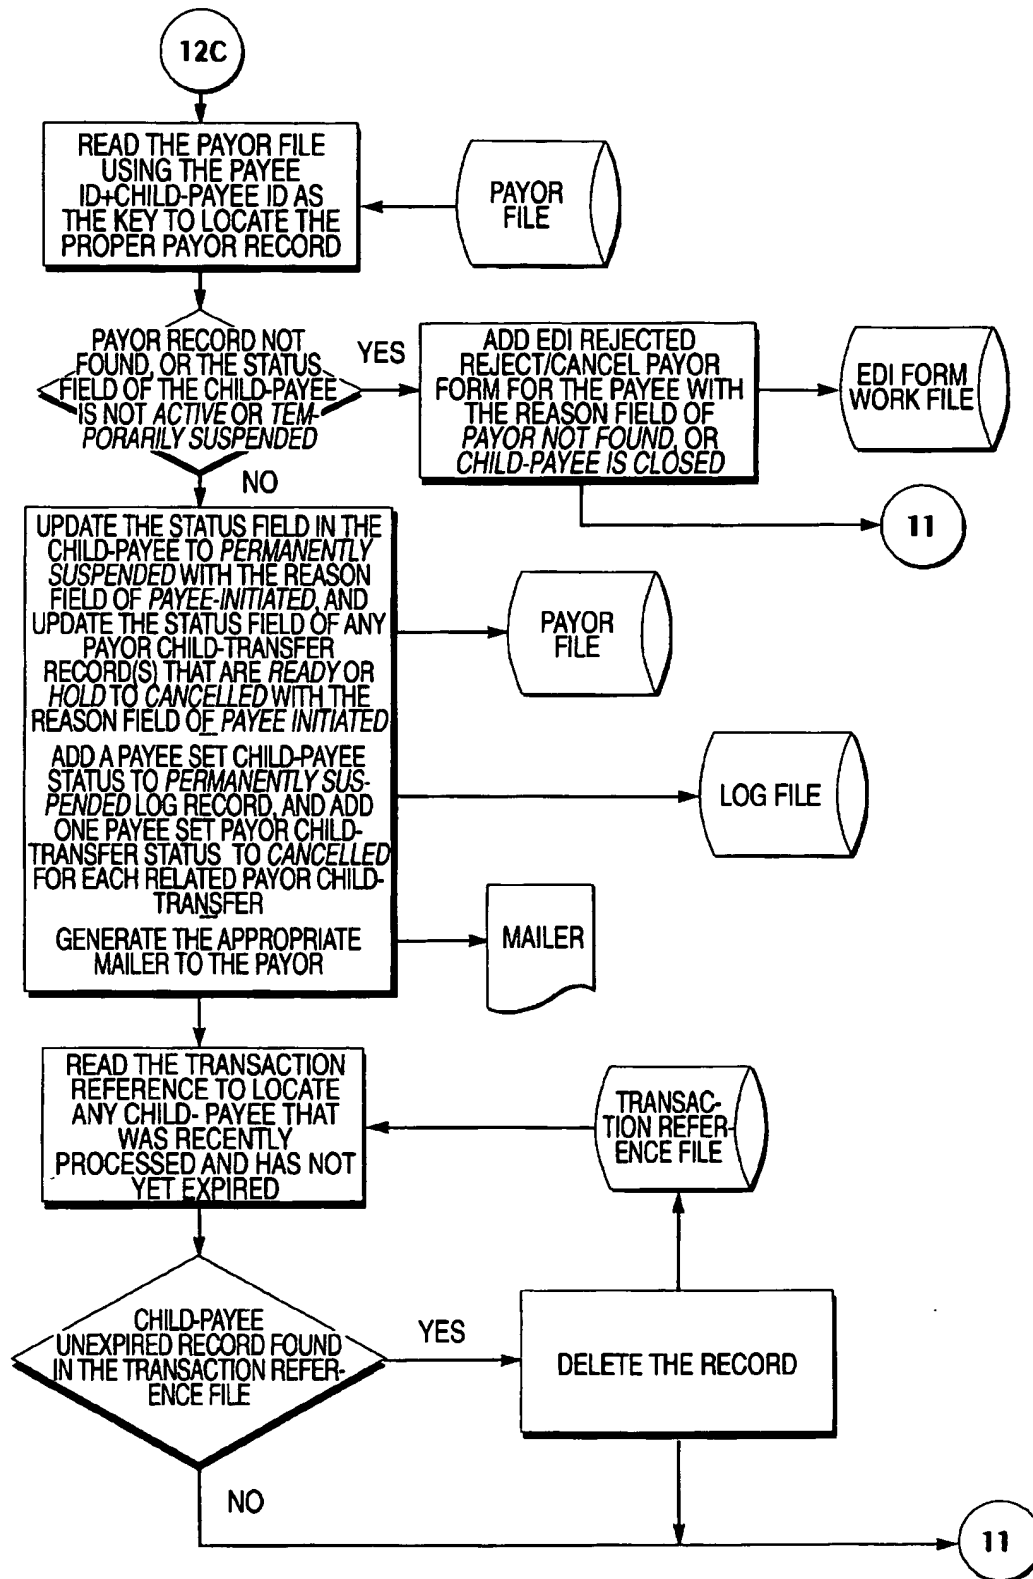 12C
READ THE PAYOR FILE
USING THE PAYEE
ID+CHILD-PAYEE ID AS
THE KEY TO LOCATE THE
PROPER PAYOR RECORD
PAYOR
FILE
PAYOR RECORD NOT
FOUND, OR THE STATUS
FIELD OF THE CHILD-PAYEE
IS NOT ACTIVE OR TEM-
PORARILY SUSPENDED
YES
ADD EDI REJECTED
REJECT/CANCEL PAYOR
FORM FOR THE PAYEE WITH
THE REASON FIELD OF
PAYOR NOT FOUND, OR
CHILD-PAYEE IS CLOSED
EDI FORM
WORK FILE
NO
11
UPDATE THE STATUS FIELD IN THE
CHILD-PAYEE TO PERMANENTLY
SUSPENDED WITH THE REASON
FIELD OF PAYEE-INITIATED, AND
UPDATE THE STATUS FIELD OF ANY
PAYOR CHILD-TRANSFER
RECORD(S) THAT ARE READY OR
HOLD TO CANCELLED WITH THE
REASON FIELD OF PAYEE INITIATED
PAYOR
FILE
ADD A PAYEE SET CHILD-PAYEE
STATUS TO PERMANENTLY SUS-
PENDED LOG RECORD, AND ADD
ONE PAYEE SET PAYOR CHILD-
TRANSFER STATUS TO CANCELLED
FOR EACH RELATED PAYOR CHILD-
TRANSFER
LOG FILE
GENERATE THE APPROPRIATE
MAILER TO THE PAYOR
MAILER
READ THE TRANSACTION
REFERENCE TO LOCATE
ANY CHILD- PAYEE THAT
WAS RECENTLY
PROCESSED AND HAS NOT
YET EXPIRED
TRANSAC-
TION REFER-
ENCE FILE
CHILD-PAYEE
UNEXPIRED RECORD FOUND
IN THE TRANSACTION REFER-
ENCE FILE
YES
DELETE THE RECORD
NO
11